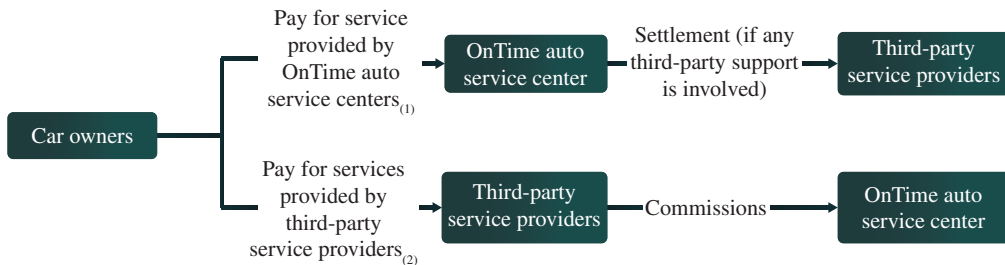 Car owners
Pay for service
provided by
OnTime auto
service centers(1)
OnTime auto
service center
Settlement (if any
third-party support
is involved)
Third-party
service providers
Pay for services
provided by
third-party
service providers(2)
Third-party
service providers
Commissions
OnTime auto
service center